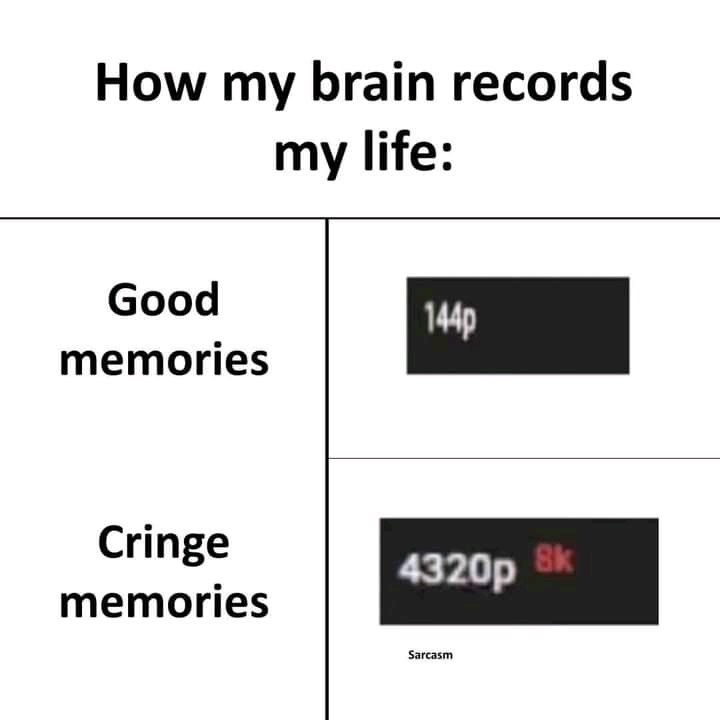 How my brain records
my life:
Good
memories
144p
Cringe
memories
4320p 8k
Sarcasm